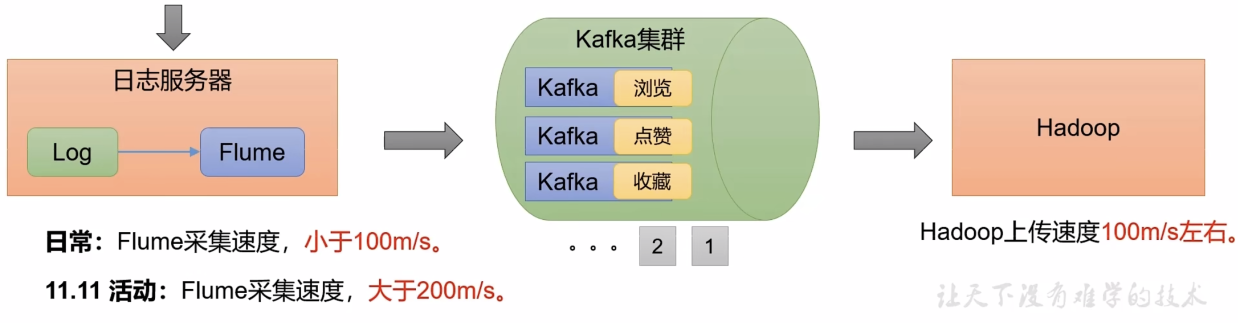 日志服务器
Log
Flume
日常：Flume采集速度，小于100m/s。
11.11 活动：Flume采集速度，大于200m/s。
Kafka集群
Kafka 浏览
Kafka 点赞
Kafka 收藏
。。。 2 1
Hadoop
Hadoop上传速度100m/s左右。
让天下没有难学的技术